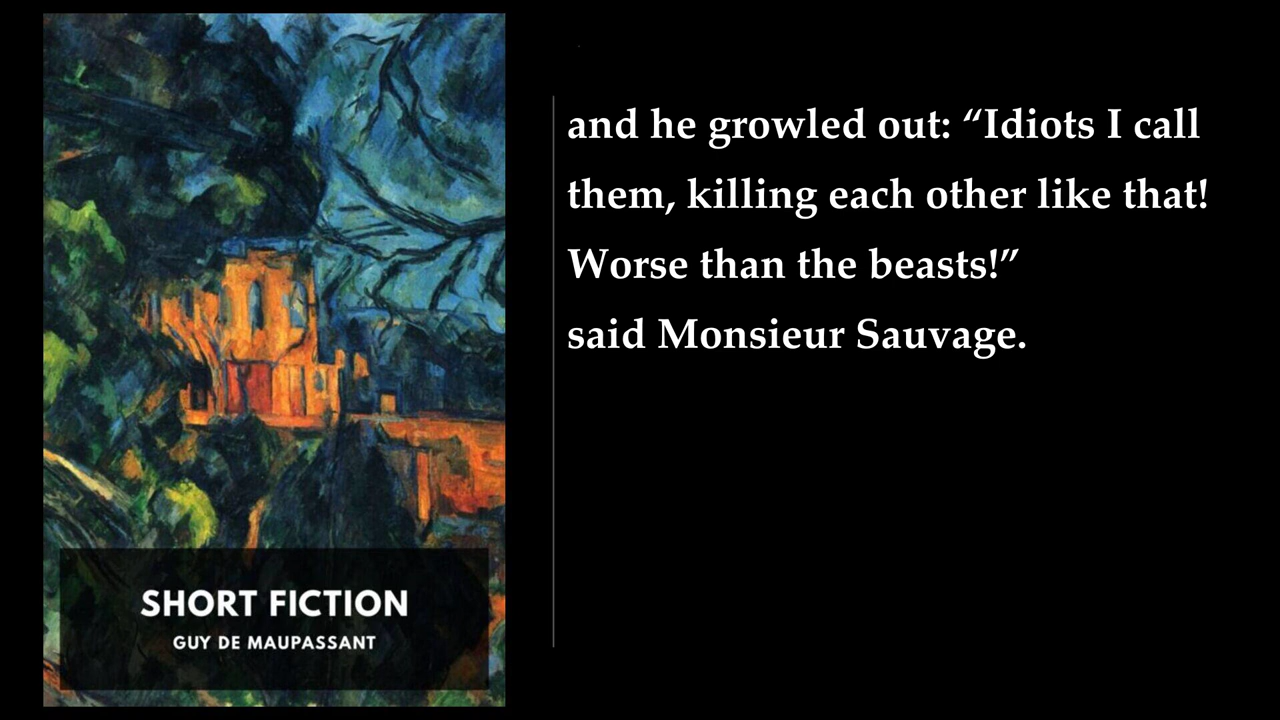 and he growled out: “Idiots I call
them, killing each other like that!
Worse than the beasts!”
said Monsieur Sauvage.
SHORT FICTION
GUY DE MAUPASSANT